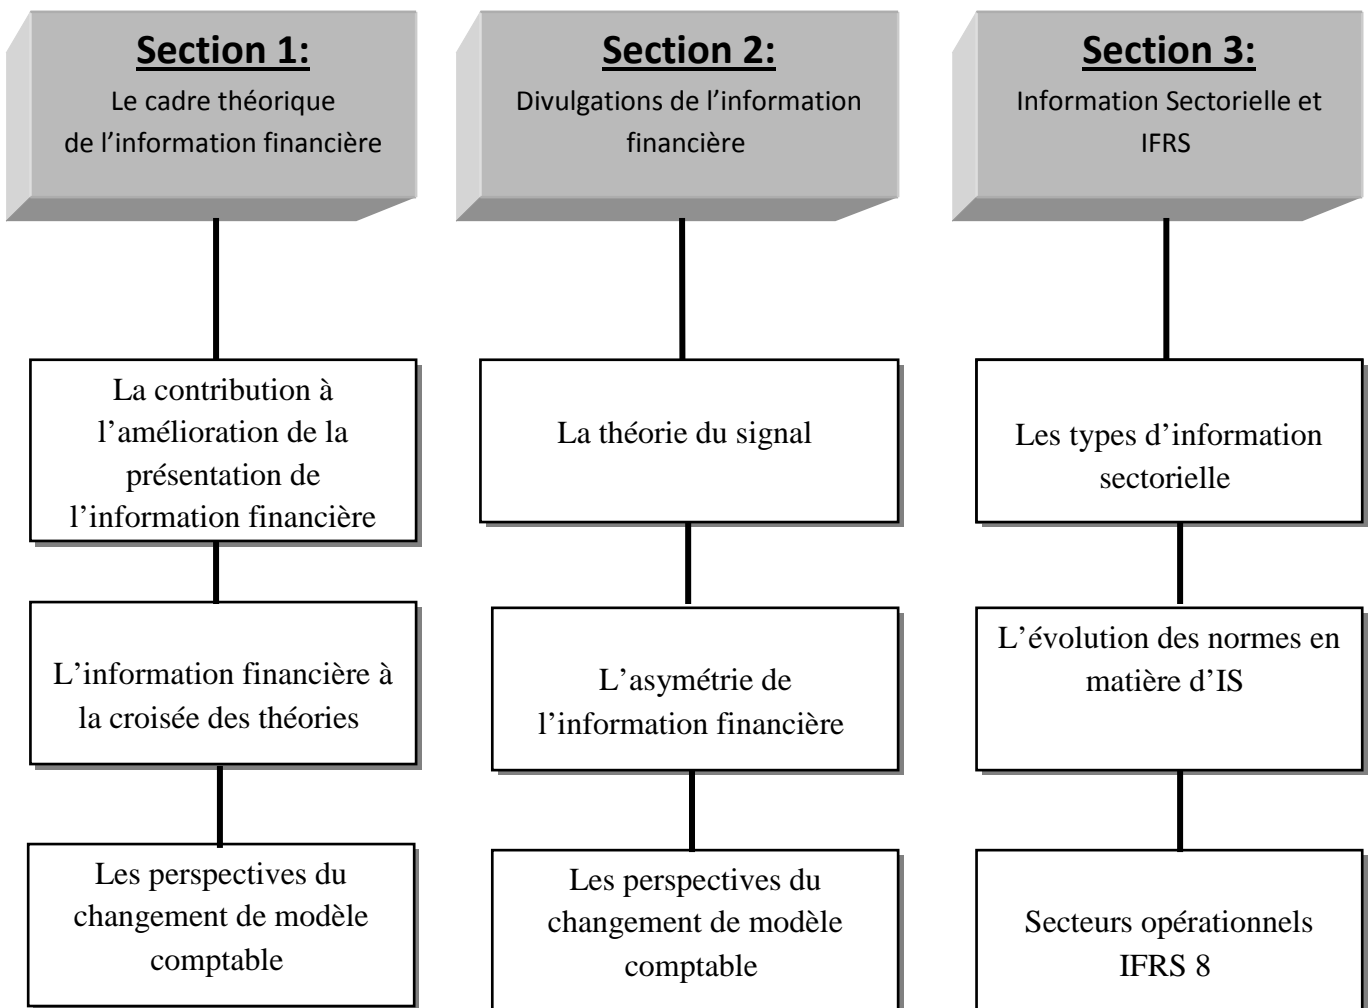 Section 1:
Le cadre théorique
de l’information financière
La contribution à
l’amélioration de la
présentation de
l’information financière
L’information financière à
la croisée des théories
Les perspectives du
changement de modèle
comptable
Section 2:
Divulgations de l’information
financière
La théorie du signal
L’asymétrie de
l’information financière
Les perspectives du
changement de modèle
comptable
Section 3:
Information Sectorielle et
IFRS
Les types d’information
sectorielle
L’évolution des normes en
matière d’IS
Secteurs opérationnels
IFRS 8